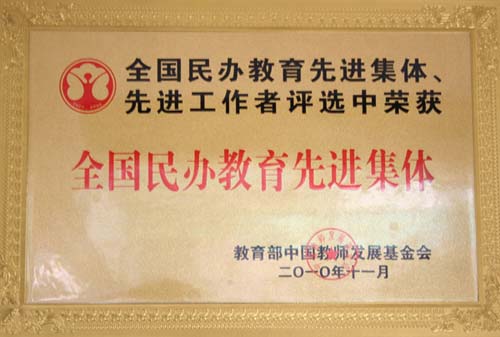 全国民办教育先进集体、
先进工作者评选中荣获
全国民办教育先进集体
教育部中国教师发展基金会
二〇一〇年十一月